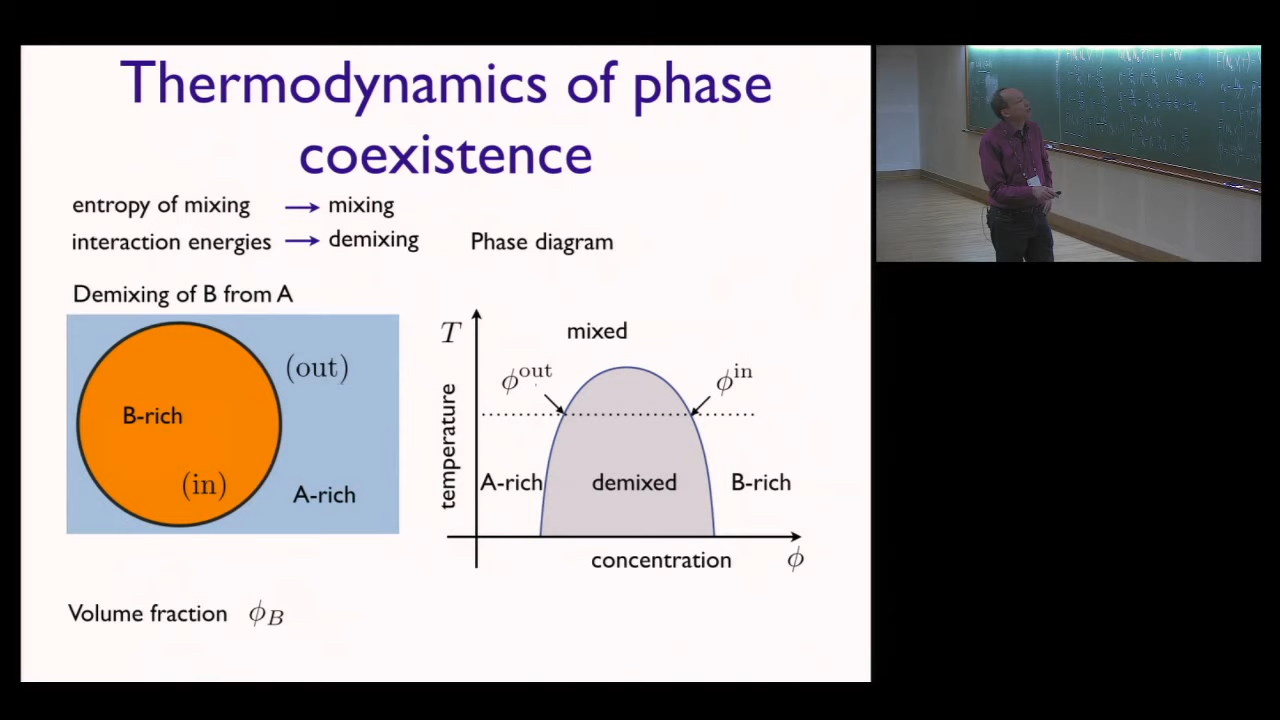 Thermodynamics of phase
coexistence
entropy of mixing → mixing
interaction energies → demixing
Phase diagram
Demixing of B from A
(out)
B-rich
(in)
A-rich
T
mixed
ϕ^out
ϕ^in
temperature
A-rich
demixed
B-rich
concentration
ϕ
Volume fraction ϕ_B